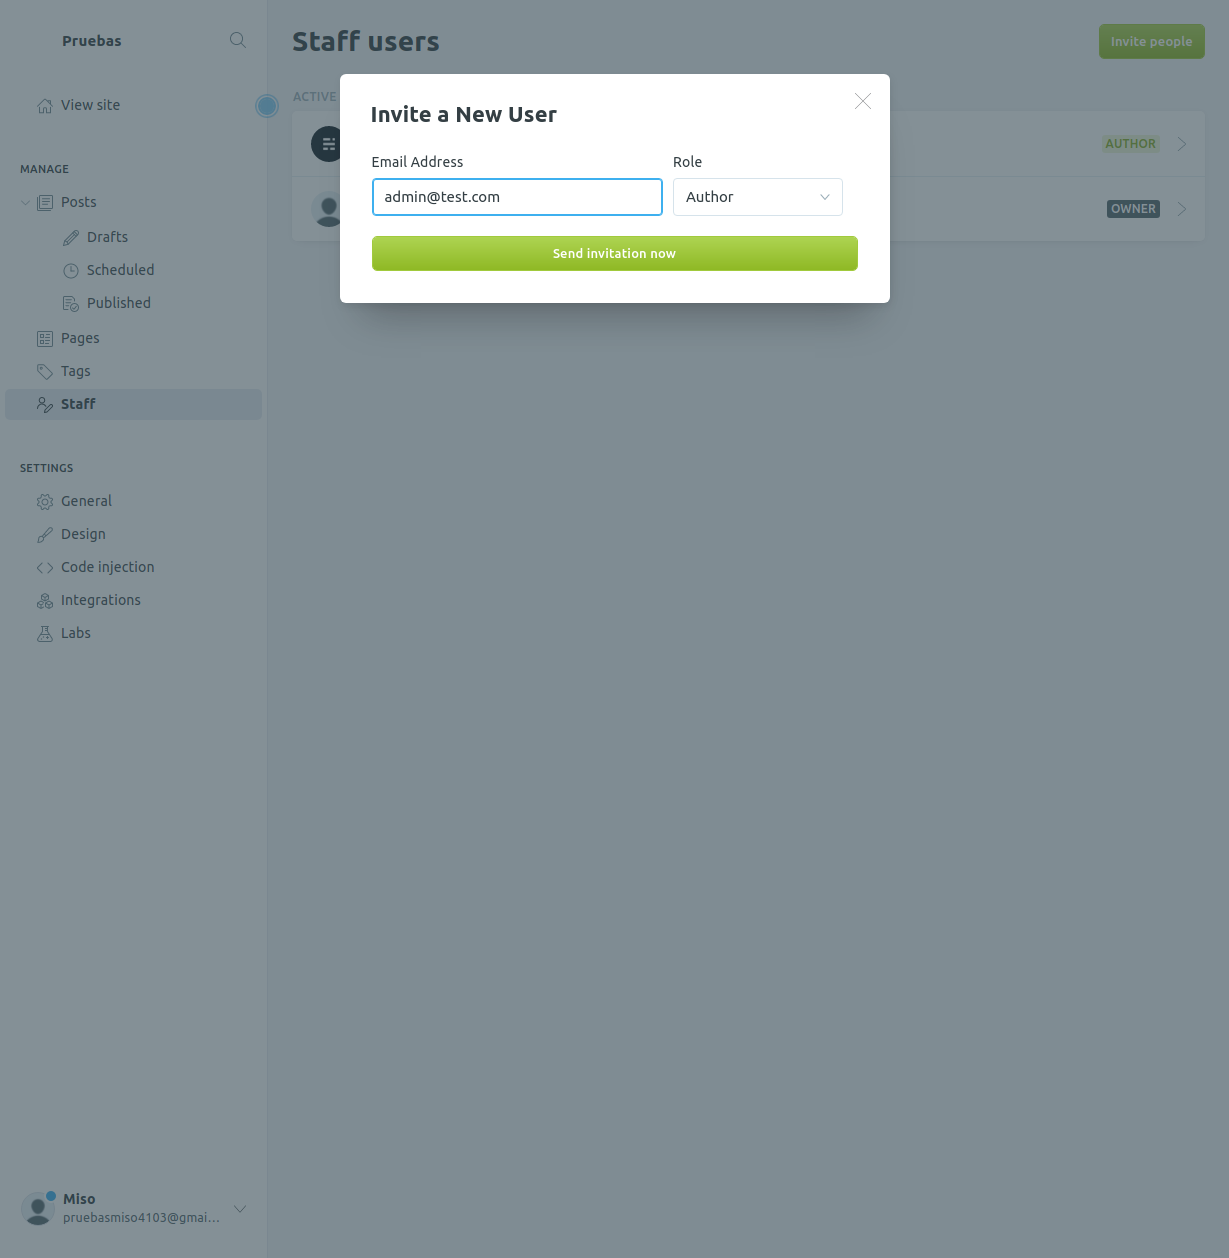 Pruebas
View site
MANAGE
Posts
Drafts
Scheduled
Published
Pages
Tags
Staff
SETTINGS
General
Design
Code injection
Integrations
Labs
Miso
pruebasmiso4103@gmai...
Staff users
Invite people
ACTIVE
AUTHOR
OWNER
Invite a New User
Email Address Role
admin@test.com Author
Send invitation now